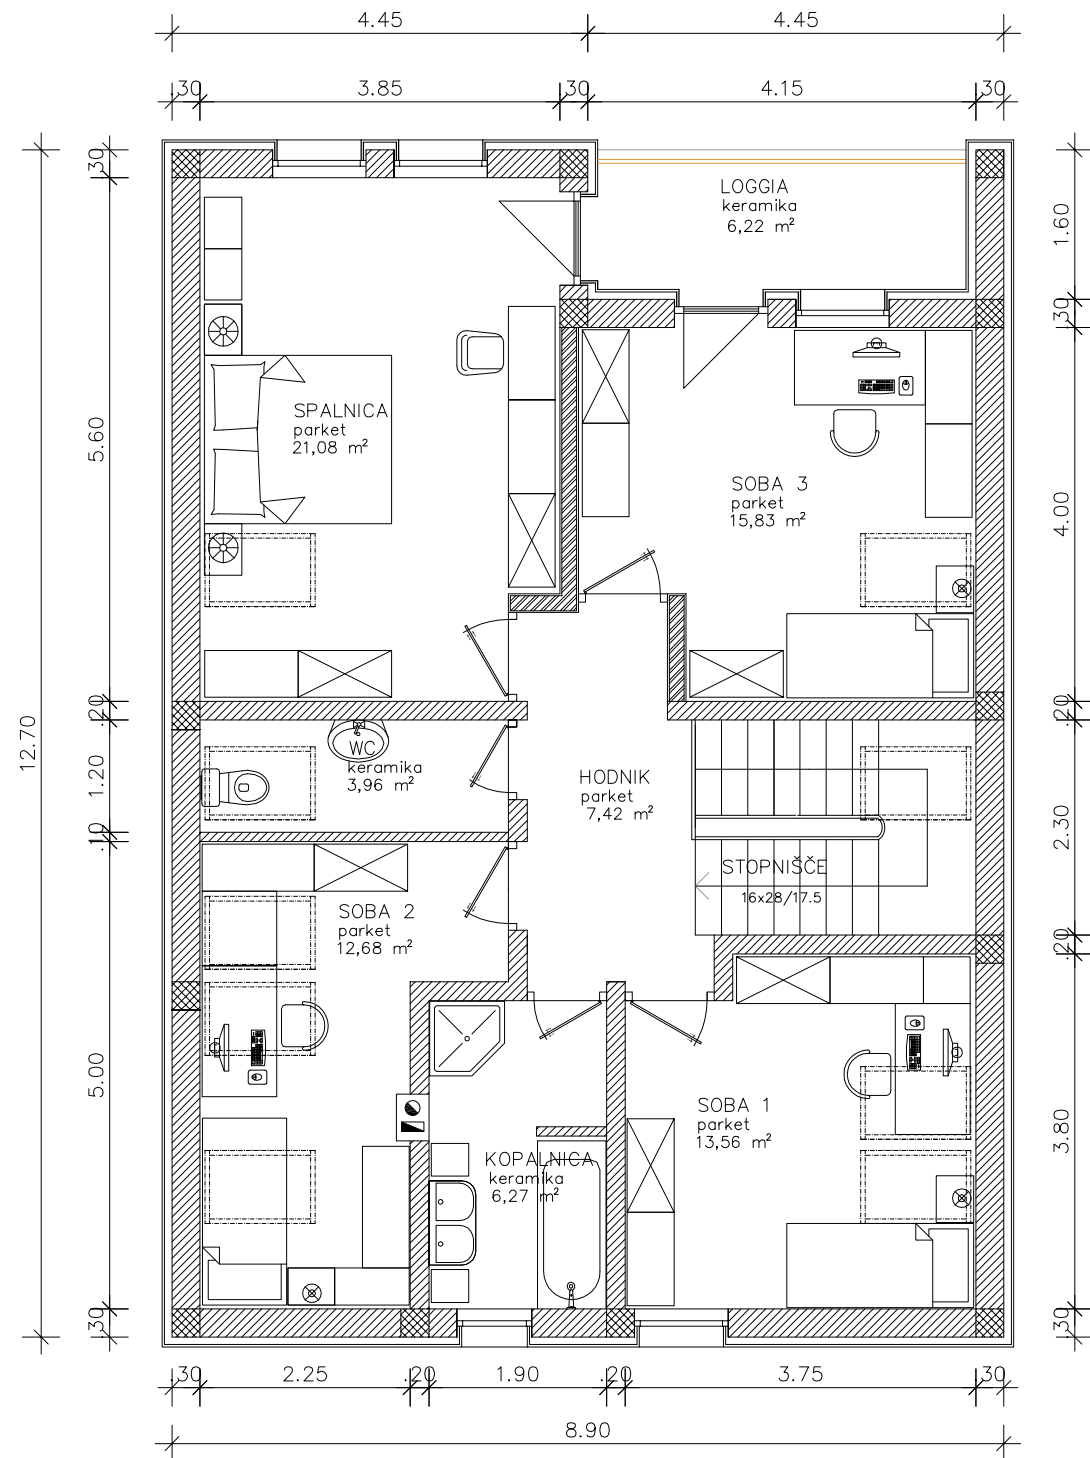 4.45 4.45
.30 3.85 .30 4.15 .30
.30
LOGGIA
keramika
6,22 m²
1.60
.30
SPALNICA
parket
21,08 m²
5.60
SOBA 3
parket
15,83 m²
4.00
.20
.20
12.70
WC
keramika
3,96 m²
1.20
HODNIK
parket
7,42 m²
2.30
.10
STOPNIŠČE
16x28/17.5
SOBA 2
parket
12,68 m²
.20
5.00
SOBA 1
parket
13,56 m²
3.80
KOPALNICA
keramika
6,27 m²
.30
.30
.30 2.25 .20 1.90 .20 3.75 .30
8.90